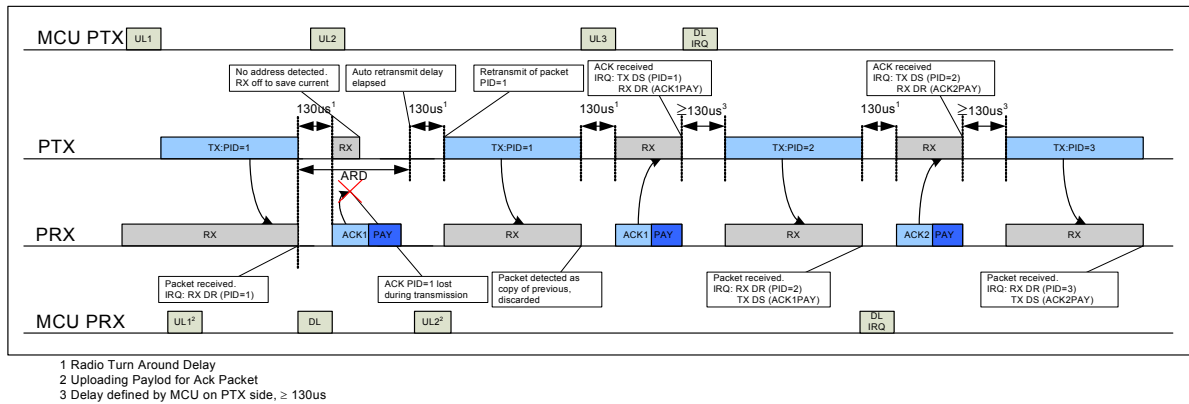 MCU PTX
UL1
UL2
UL3
DL
IRQ
No address detected.
RX off to save current
Auto retransmit delay
elapsed
Retransmit of packet
PID=1
ACK received
IRQ: TX DS (PID=1)
RX DR (ACK1PAY)
ACK received
IRQ: TX DS (PID=2)
RX DR (ACK2PAY)
130us¹
130us¹
130us¹
≥130us³
130us¹
≥130us³
PTX
TX:PID=1
RX
TX:PID=1
RX
TX:PID=2
RX
TX:PID=3
ARD
PRX
RX
ACK1
PAY
RX
ACK1
PAY
RX
ACK2
PAY
RX
Packet received.
IRQ: RX DR (PID=1)
ACK PID=1 lost
during transmission
Packet detected as
copy of previous,
discarded
Packet received.
IRQ: RX DR (PID=2)
TX DS (ACK1PAY)
Packet received.
IRQ: RX DR (PID=3)
TX DS (ACK2PAY)
MCU PRX
UL1²
DL
UL2²
DL
IRQ
1 Radio Turn Around Delay
2 Uploading Paylod for Ack Packet
3 Delay defined by MCU on PTX side, ≥ 130us